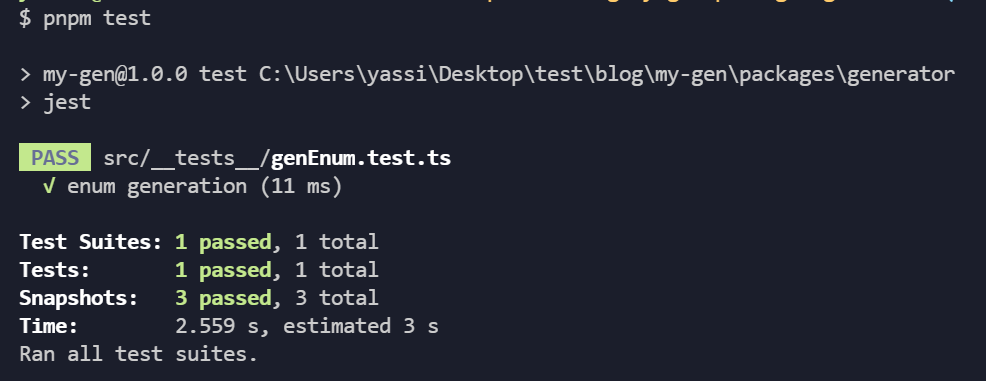 $ pnpm test
> my-gen@1.0.0 test C:\Users\yassi\Desktop\test\blog\my-gen\packages\generator
> jest
PASS src/__tests__/genEnum.test.ts
√ enum generation (11 ms)
Test Suites: 1 passed, 1 total
Tests: 1 passed, 1 total
Snapshots: 3 passed, 3 total
Time: 2.559 s, estimated 3 s
Ran all test suites.